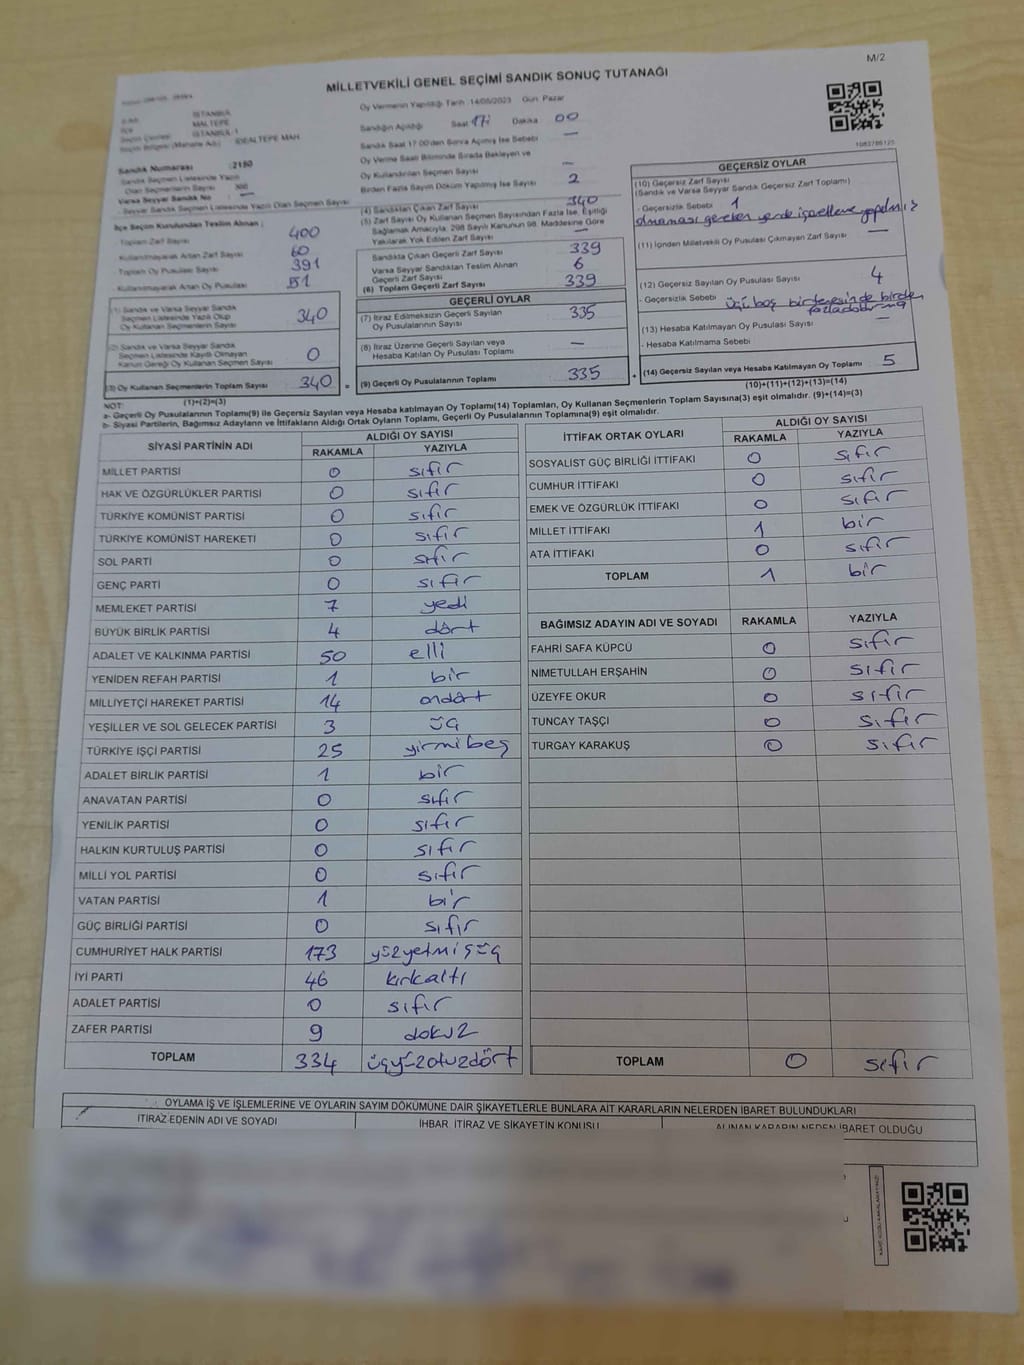 M/2
MİLLETVEKİLİ GENEL SEÇİMİ SANDIK SONUÇ TUTANAĞI
Oy Vermenin Yapıldığı Tarih :14/05/2023 Gün: Pazar
İSTANBUL
MALTEPE
İSTANBUL 1
İDEALTEPE MAH
Sandığın Açıldığı Saat 17: Dakika 00
Sandık Saat 17:00'den Sonra Açılmış İse Sebebi —
Oy Verme Saati Bitiminde Sırada Bekleyen ve
Oy Kullandırılan Seçmen Sayısı —
Birden Fazla Sayım Döküm Yapılmış İse Sayısı 2
1083786125
Sandık Numarası :2150
Sandık Seçmen Listesinde Yazılı
Olan Seçmenlerin Sayısı
Varsa Seyyar Sandık No —
Seyyar Sandık Seçmen Listesinde Yazılı Olan Seçmen Sayısı
İlçe Seçim Kurulundan Teslim Alınan ;
- Toplam Zarf Sayısı 400
Kullanılmayarak Artan Zarf Sayısı 60
Toplam Oy Pusulası Sayısı 391
Kullanılmayarak Artan Oy Pusulası 51
(1) Sandık ve Varsa Seyyar Sandık
Seçmen Listesinde Yazılı Olup
Oy Kullanan Seçmenlerin Sayısı 340
(2) Sandık ve Varsa Seyyar Sandık
Seçmen Listesinde Kayıtlı Olmayan
Kanun Gereği Oy Kullanan Seçmen Sayısı 0
(3) Oy Kullanan Seçmenlerin Toplam Sayısı 340 =
(1)+(2)=(3)
(4) Sandıktan Çıkan Zarf Sayısı 340
(5) Zarf Sayısı Oy Kullanan Seçmen Sayısından Fazla İse, Eşitliği
Sağlamak Amacıyla, 298 Sayılı Kanunun 98. Maddesine Göre
Yakılarak Yok Edilen Zarf Sayısı —
Sandıkta Çıkan Geçerli Zarf Sayısı 339
Varsa Seyyar Sandıktan Teslim Alınan
Geçerli Zarf Sayısı 6
(6) Toplam Geçerli Zarf Sayısı 339
GEÇERLİ OYLAR
(7) İtiraz Edilmeksizin Geçerli Sayılan
Oy Pusulalarının Sayısı 335
(8) İtiraz Üzerine Geçerli Sayılan veya
Hesaba Katılan Oy Pusulası Toplamı —
(9) Geçerli Oy Pusulalarının Toplamı 335 +
GEÇERSİZ OYLAR
(10) Geçersiz Zarf Sayısı
(Sandık ve Varsa Seyyar Sandık Geçersiz Zarf Toplamı)
- Geçersizlik Sebebi 1
olmaması gereken yerde işaretleme yapılmış
(11) İçinden Milletvekili Oy Pusulası Çıkmayan Zarf Sayısı —
(12) Geçersiz Sayılan Oy Pusulası Sayısı 4
- Geçersizlik Sebebi üçü boş birtanesinde birden
(13) Hesaba Katılmayan Oy Pusulası Sayısı —
- Hesaba Katılmama Sebebi
(14) Geçersiz Sayılan veya Hesaba Katılmayan Oy Toplamı 5
(10)+(11)+(12)+(13)=(14)
NOT:
a- Geçerli Oy Pusulalarının Toplamı(9) ile Geçersiz Sayılan veya Hesaba Katılmayan Oy Toplamı(14) Toplamları, Oy Kullanan Seçmenlerin Toplam Sayısına(3) eşit olmalıdır. (9)+(14)=(3)
b- Siyasi Partilerin, Bağımsız Adayların ve İttifakların Aldığı Ortak Oyların Toplamı, Geçerli Oy Pusulalarının Toplamına(9) eşit olmalıdır.
SİYASİ PARTİNİN ADI ALDIĞI OY SAYISI
RAKAMLA YAZIYLA
MİLLET PARTİSİ 0 sıfır
HAK VE ÖZGÜRLÜKLER PARTİSİ 0 sıfır
TÜRKİYE KOMÜNİST PARTİSİ 0 sıfır
TÜRKİYE KOMÜNİST HAREKETİ 0 sıfır
SOL PARTİ 0 sıfır
GENÇ PARTİ 0 sıfır
MEMLEKET PARTİSİ 7 yedi
BÜYÜK BİRLİK PARTİSİ 4 dört
ADALET VE KALKINMA PARTİSİ 50 elli
YENİDEN REFAH PARTİSİ 1 bir
MİLLİYETÇİ HAREKET PARTİSİ 14 ondört
YEŞİLLER VE SOL GELECEK PARTİSİ 3 üç
TÜRKİYE İŞÇİ PARTİSİ 25 yirmibeş
ADALET BİRLİK PARTİSİ 1 bir
ANAVATAN PARTİSİ 0 sıfır
YENİLİK PARTİSİ 0 sıfır
HALKIN KURTULUŞ PARTİSİ 0 sıfır
MİLLİ YOL PARTİSİ 0 sıfır
VATAN PARTİSİ 1 bir
GÜÇ BİRLİĞİ PARTİSİ 0 sıfır
CUMHURİYET HALK PARTİSİ 173 yüzyetmişüç
İYİ PARTİ 46 kırkaltı
ADALET PARTİSİ 0 sıfır
ZAFER PARTİSİ 9 dokuz
TOPLAM 334 üçyüzotuzdört
İTTİFAK ORTAK OYLARI ALDIĞI OY SAYISI
RAKAMLA YAZIYLA
SOSYALİST GÜÇ BİRLİĞİ İTTİFAKI 0 sıfır
CUMHUR İTTİFAKI 0 sıfır
EMEK VE ÖZGÜRLÜK İTTİFAKI 0 sıfır
MİLLET İTTİFAKI 1 bir
ATA İTTİFAKI 0 sıfır
TOPLAM 1 bir
BAĞIMSIZ ADAYIN ADI VE SOYADI RAKAMLA YAZIYLA
FAHRİ SAFA KÜPCÜ 0 sıfır
NİMETULLAH ERŞAHİN 0 sıfır
ÜZEYFE OKUR 0 sıfır
TUNCAY TAŞÇI 0 sıfır
TURGAY KARAKUŞ 0 sıfır
TOPLAM 0 sıfır
OYLAMA İŞ VE İŞLEMLERİNE VE OYLARIN SAYIM DÖKÜMÜNE DAİR ŞİKAYETLERLE BUNLARA AİT KARARLARIN NELERDEN İBARET BULUNDUKLARI
İTİRAZ EDENİN ADI VE SOYADI İHBAR, İTİRAZ VE ŞİKAYETİN KONUSU ALINAN KARARIN NEDEN İBARET OLDUĞU